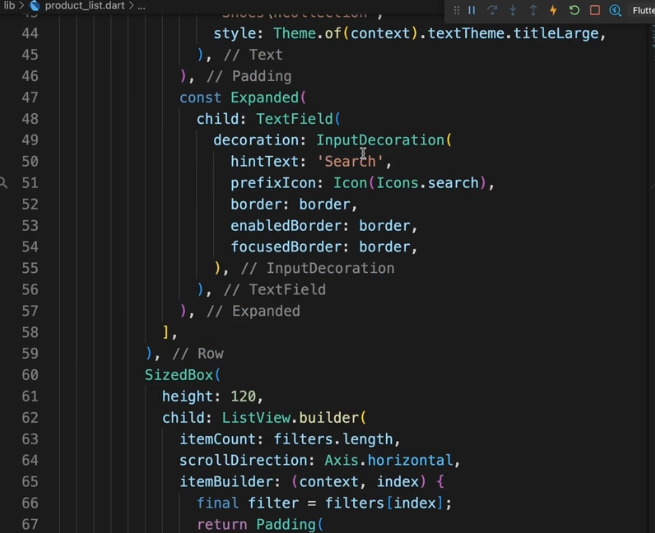 lib > product_list.dart > ...
Flutte
43 "Shoes\nCollection",
44 style: Theme.of(context).textTheme.titleLarge,
45 ), // Text
46 ), // Padding
47 const Expanded(
48 child: TextField(
49 decoration: InputDecoration(
50 hintText: 'Search',
51 prefixIcon: Icon(Icons.search),
52 border: border,
53 enabledBorder: border,
54 focusedBorder: border,
55 ), // InputDecoration
56 ), // TextField
57 ), // Expanded
58 ],
59 ), // Row
60 SizedBox(
61 height: 120,
62 child: ListView.builder(
63 itemCount: filters.length,
64 scrollDirection: Axis.horizontal,
65 itemBuilder: (context, index) {
66 final filter = filters[index];
67 return Padding(